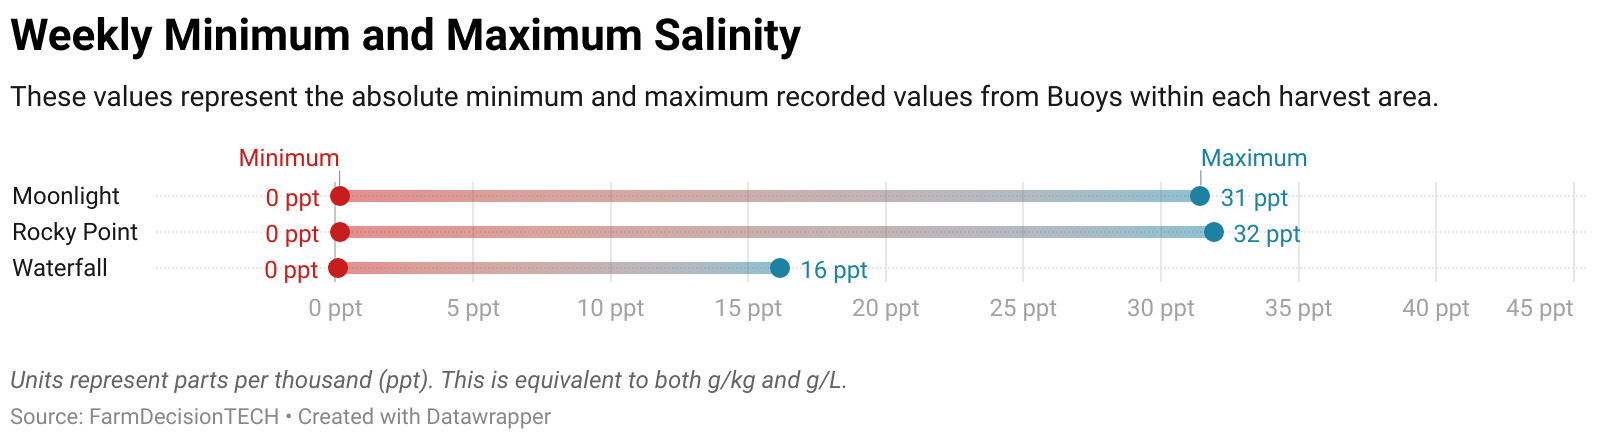 Weekly Minimum and Maximum Salinity
These values represent the absolute minimum and maximum recorded values from Buoys within each harvest area.
Minimum Maximum
Moonlight 0 ppt 31 ppt
Rocky Point 0 ppt 32 ppt
Waterfall 0 ppt 16 ppt
0 ppt 5 ppt 10 ppt 15 ppt 20 ppt 25 ppt 30 ppt 35 ppt 40 ppt 45 ppt
Units represent parts per thousand (ppt). This is equivalent to both g/kg and g/L.
Source: FarmDecisionTECH • Created with Datawrapper